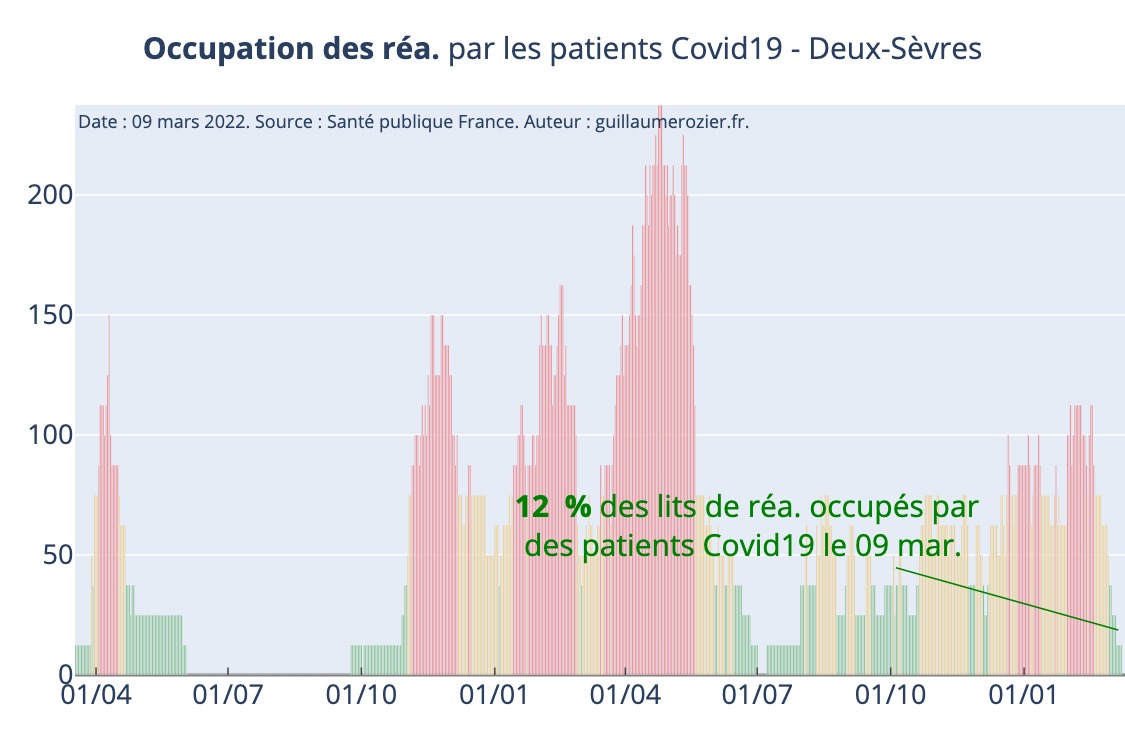 Occupation des réa. par les patients Covid19 - Deux-Sèvres
Date : 09 mars 2022. Source : Santé publique France. Auteur : guillaumerozier.fr.
200
150
100
50
0
12 % des lits de réa. occupés par
des patients Covid19 le 09 mar.
01/04 01/07 01/10 01/01 01/04 01/07 01/10 01/01